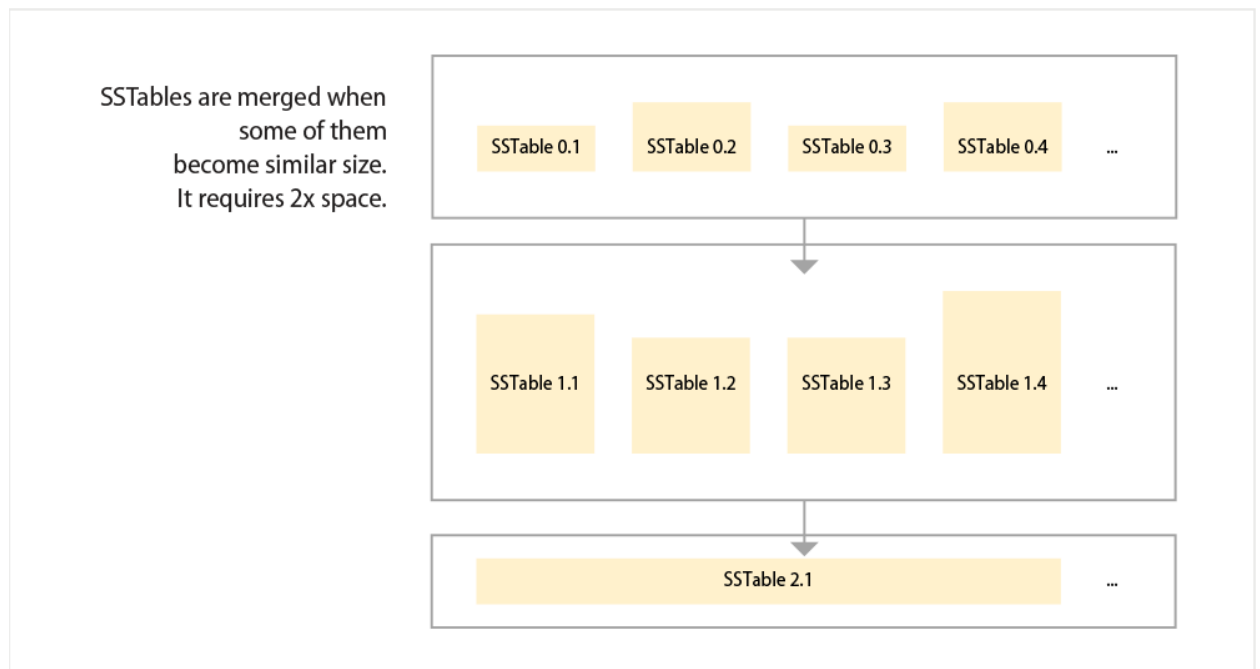 SSTables are merged when
some of them
become similar size.
It requires 2x space.
SSTable 0.1 SSTable 0.2 SSTable 0.3 SSTable 0.4 ...
SSTable 1.1 SSTable 1.2 SSTable 1.3 SSTable 1.4 ...
SSTable 2.1 ...